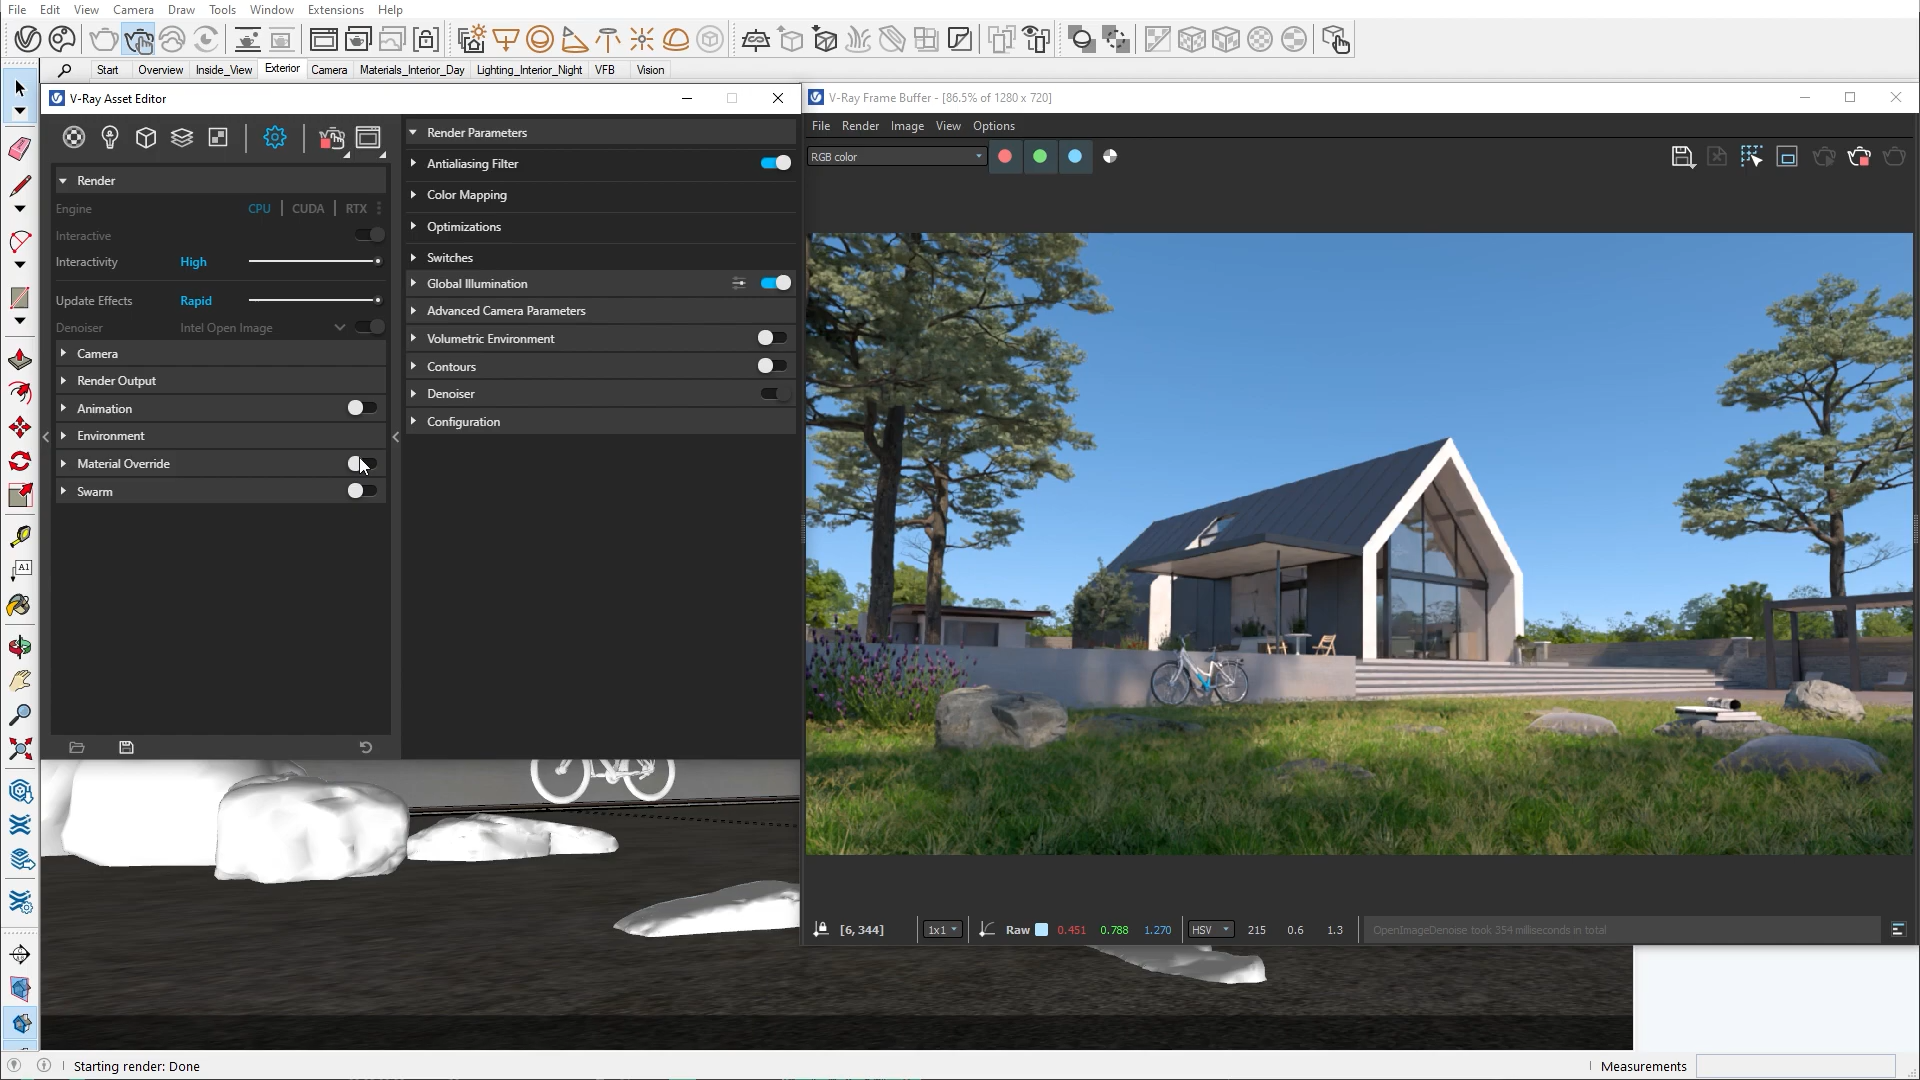 File Edit View Camera Draw Tools Window Extensions Help
Start Overview Inside_View Exterior Camera Materials_Interior_Day Lighting_Interior_Night VFB Vision
V-Ray Asset Editor
Render
Engine CPU CUDA RTX
Interactive
Interactivity High
Update Effects Rapid
Denoiser Intel Open Image
Camera
Render Output
Animation
Environment
Material Override
Swarm
Render Parameters
Antialiasing Filter
Color Mapping
Optimizations
Switches
Global Illumination
Advanced Camera Parameters
Volumetric Environment
Contours
Denoiser
Configuration
V-Ray Frame Buffer - [86.5% of 1280 x 720]
File Render Image View Options
RGB color
[6, 344] 1x1 Raw 0.451 0.788 1.270 HSV 215 0.6 1.3 OpenImageDenoise took 354 milliseconds in total
A1
Starting render: Done
Measurements